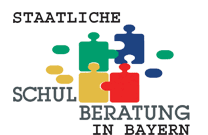 STAATLICHE
SCHUL
BERATUNG
IN BAYERN